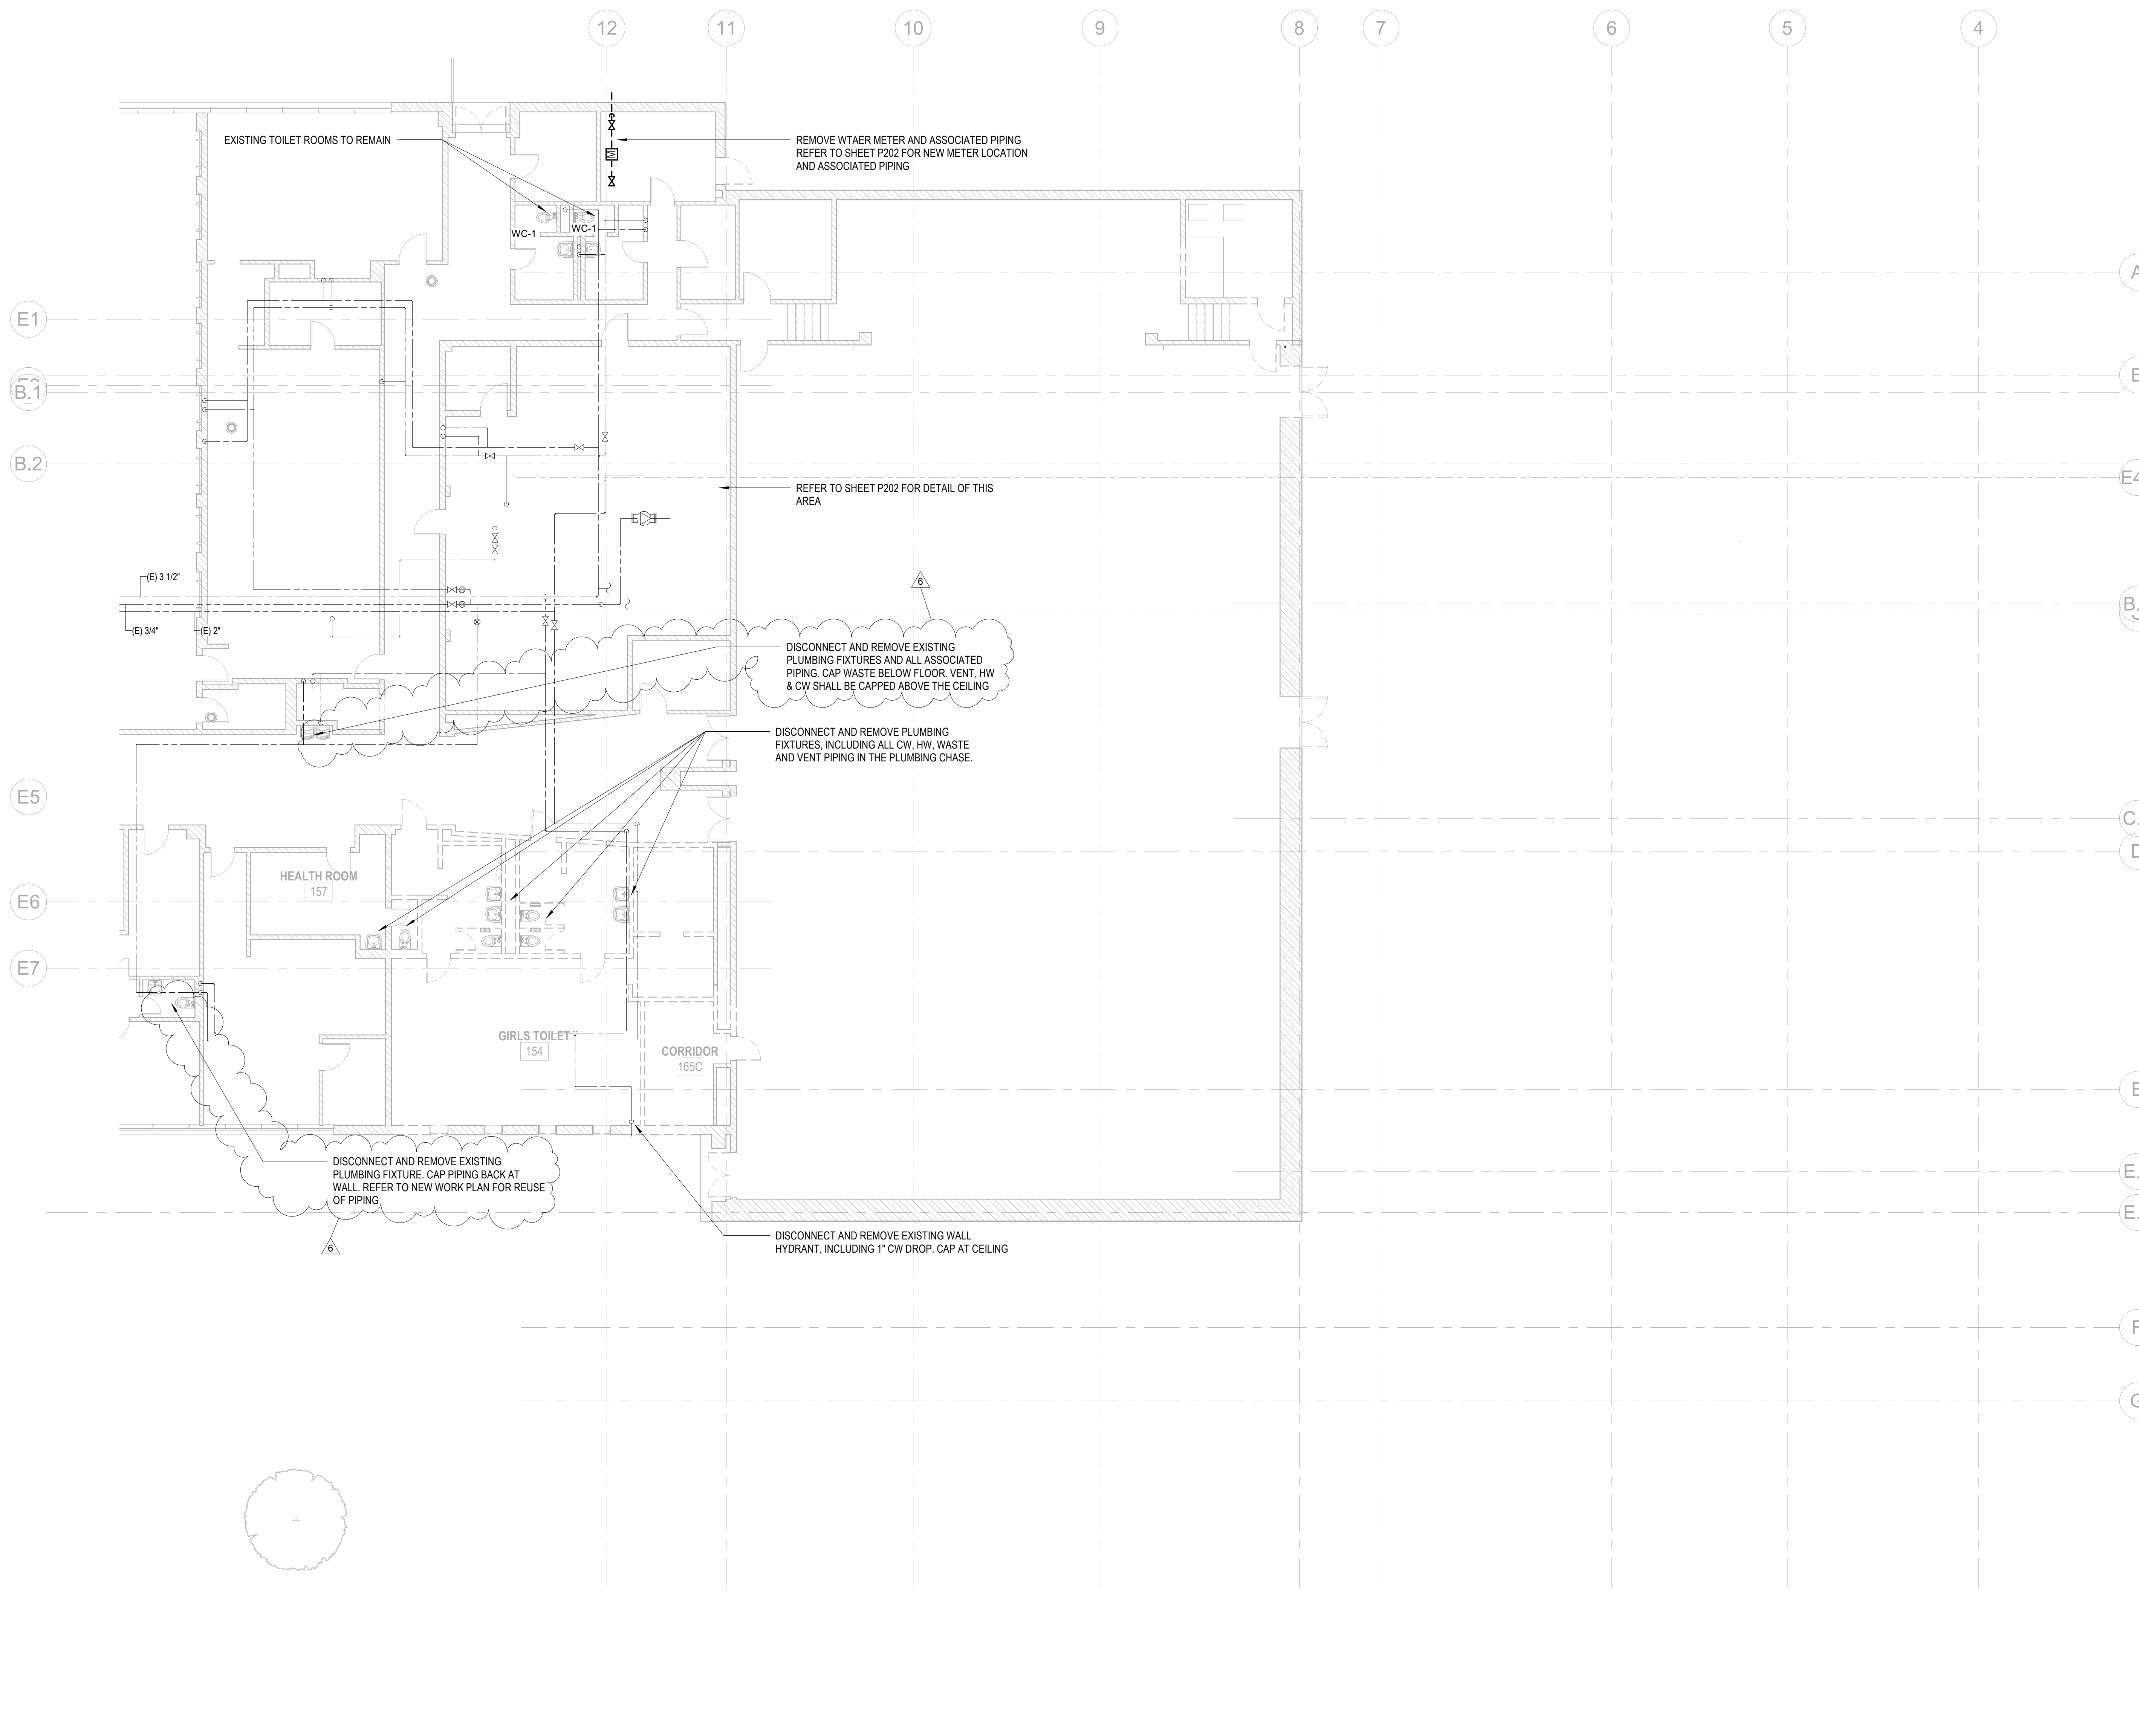 12
11
10
9
8
7
6
5
4
EXISTING TOILET ROOMS TO REMAIN
REMOVE WTAER METER AND ASSOCIATED PIPING
REFER TO SHEET P202 FOR NEW METER LOCATION
AND ASSOCIATED PIPING
M
WC-1
WC-1
A
E1
B.1
B.2
E4
REFER TO SHEET P202 FOR DETAIL OF THIS
AREA
(E) 3 1/2"
(E) 3/4"
(E) 2"
6
DISCONNECT AND REMOVE EXISTING
PLUMBING FIXTURES AND ALL ASSOCIATED
PIPING. CAP WASTE BELOW FLOOR. VENT, HW
& CW SHALL BE CAPPED ABOVE THE CEILING
DISCONNECT AND REMOVE PLUMBING
FIXTURES, INCLUDING ALL CW, HW, WASTE
AND VENT PIPING IN THE PLUMBING CHASE.
E5
HEALTH ROOM
157
E6
E7
GIRLS TOILET
154
CORRIDOR
165C
DISCONNECT AND REMOVE EXISTING
PLUMBING FIXTURE. CAP PIPING BACK AT
WALL. REFER TO NEW WORK PLAN FOR REUSE
OF PIPING
6
DISCONNECT AND REMOVE EXISTING WALL
HYDRANT, INCLUDING 1" CW DROP. CAP AT CEILING